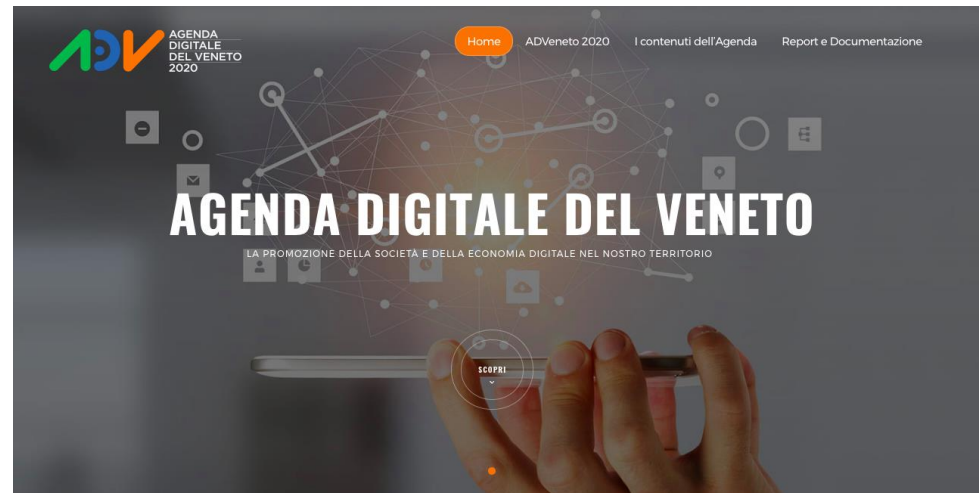 AGENDA
DIGITALE
DEL VENETO
2020
Home ADVeneto 2020 I contenuti dell'Agenda Report e Documentazione
AGENDA DIGITALE DEL VENETO
LA PROMOZIONE DELLA SOCIETÀ E DELLA ECONOMIA DIGITALE NEL NOSTRO TERRITORIO
SCOPRI